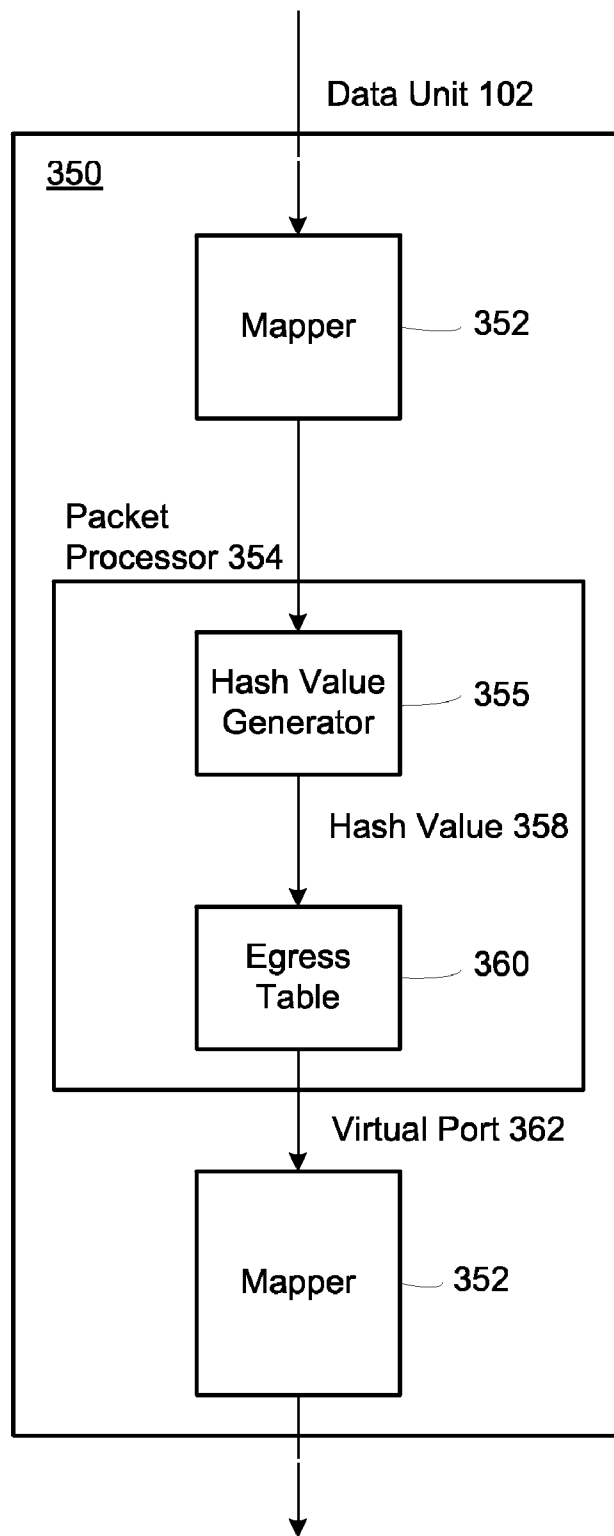 Data Unit 102
350
Mapper
352
Packet
Processor 354
Hash Value
Generator
355
Hash Value 358
Egress
Table
360
Virtual Port 362
Mapper
352